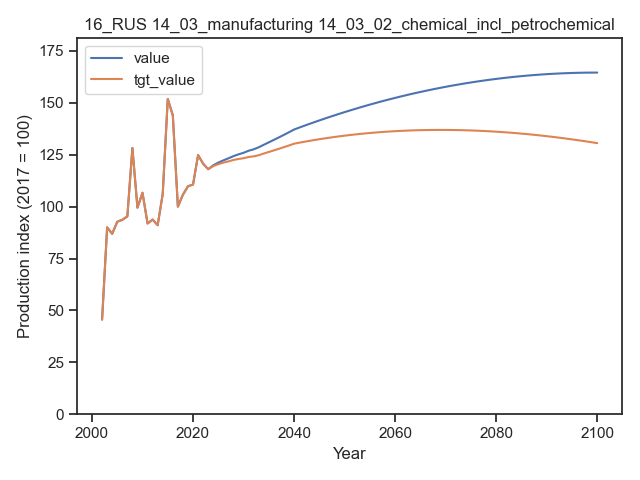 16_RUS 14_03_manufacturing 14_03_02_chemical_incl_petrochemical
value
tgt_value
Production index (2017 = 100)
175
150
125
100
75
50
25
0
2000
2020
2040
2060
2080
2100
Year